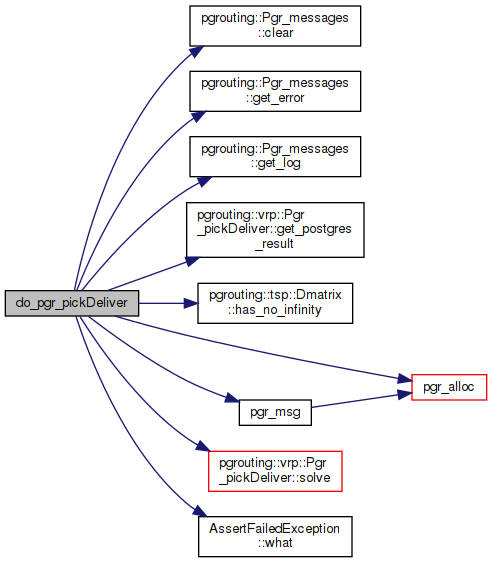 pgrouting::Pgr_messages
::clear
pgrouting::Pgr_messages
::get_error
pgrouting::Pgr_messages
::get_log
pgrouting::vrp::Pgr
_pickDeliver::get_postgres
_result
do_pgr_pickDeliver
pgrouting::tsp::Dmatrix
::has_no_infinity
pgr_alloc
pgr_msg
pgrouting::vrp::Pgr
_pickDeliver::solve
AssertFailedException
::what